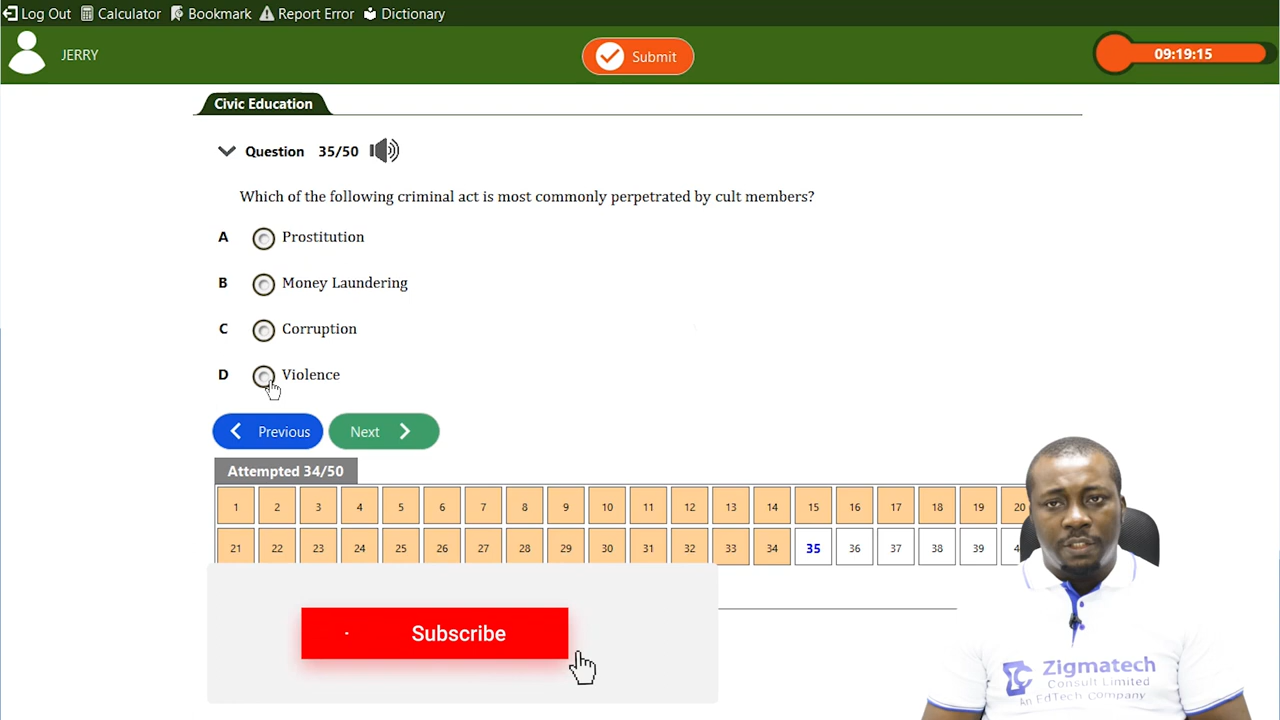 Log Out Calculator Bookmark Report Error Dictionary
JERRY
Submit
09:19:15
Civic Education
Question 35/50
Which of the following criminal act is most commonly perpetrated by cult members?
A Prostitution
B Money Laundering
C Corruption
D Violence
Previous Next
Attempted 34/50
1 2 3 4 5 6 7 8 9 10 11 12 13 14 15 16 17 18 19 20
21 22 23 24 25 26 27 28 29 30 31 32 33 34 35 36 37 38 39
Subscribe
Zigmatech
Consult Limited
An EdTech Company